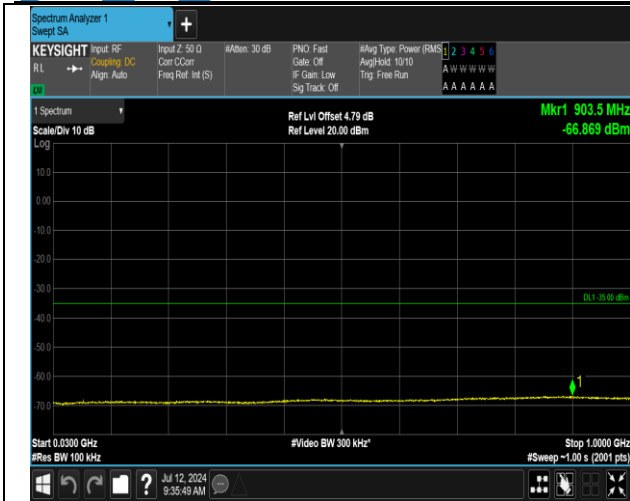 Spectrum Analyzer 1
Swept SA
+
KEYSIGHT
RL
Input: RF
Coupling: DC
Align: Auto
Input Z: 50 Ω
Corr CCorr
Freq Ref: Int (S)
#Atten: 30 dB
PNO: Fast
Gate: Off
IF Gain: Low
Sig Track: Off
#Avg Type: Power (RMS
Avg|Hold: 10/10
Trig: Free Run
1 2 3 4 5 6
A W W W W W
A A A A A A
1 Spectrum
Scale/Div 10 dB
Log
Ref Lvl Offset 4.79 dB
Ref Level 20.00 dBm
Mkr1 903.5 MHz
-66.869 dBm
10.0
0.00
-10.0
-20.0
-30.0
DL1 -35.00 dBm
-40.0
-50.0
-60.0
1
-70.0
Start 0.0300 GHz
#Res BW 100 kHz
#Video BW 300 kHz*
Stop 1.0000 GHz
#Sweep ~1.00 s (2001 pts)
?
Jul 12, 2024
9:35:49 AM